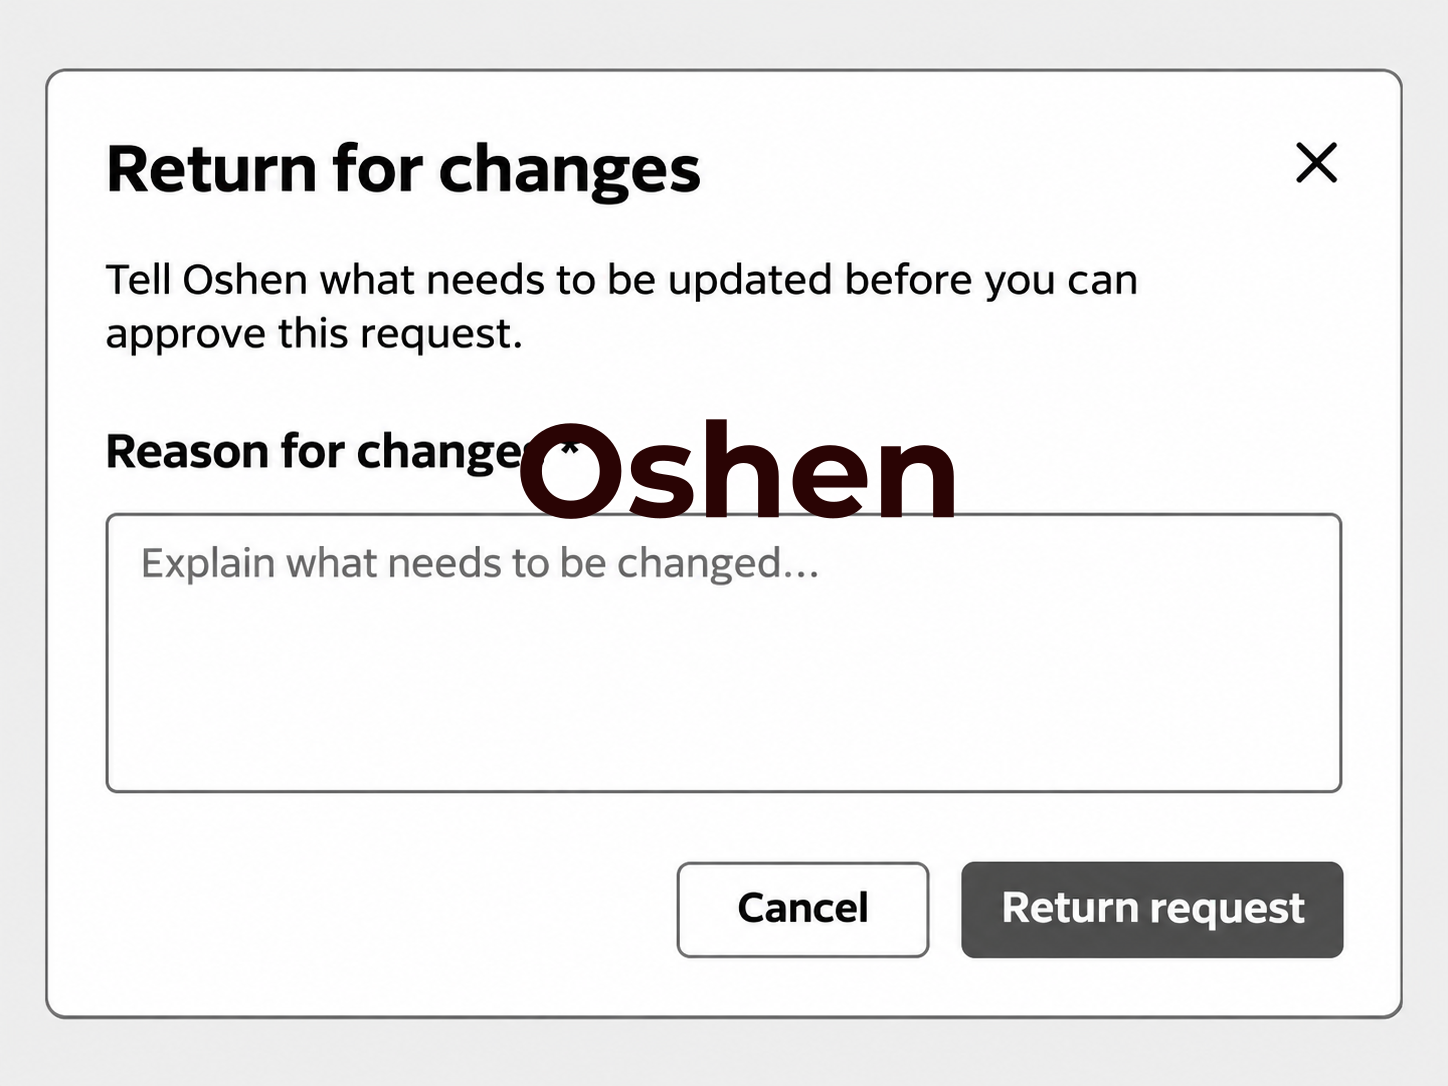 Return for changes
Tell Oshen what needs to be updated before you can
approve this request.
Reason for changes *
Oshen
Explain what needs to be changed...
Cancel
Return request